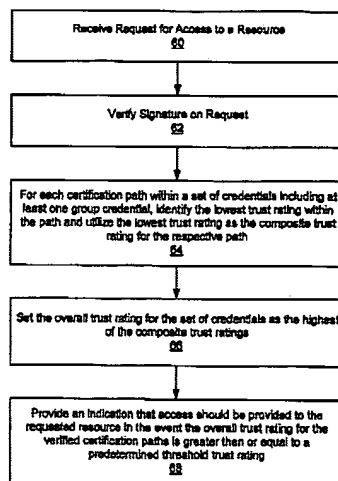 Receive Request for Access to a Resource
60
Verify Signature on Request
62
For each certification path within a set of credentials including at
least one group credential, identify the lowest trust rating within
the path and utilize the lowest trust rating as the composite trust
rating for the respective path
64
Set the overall trust rating for the set of credentials as the highest
of the composite trust ratings
66
Provide an indication that access should be provided to the
requested resource in the event the overall trust rating for the
verified certification paths is greater than or equal to a
predetermined threshold trust rating
68